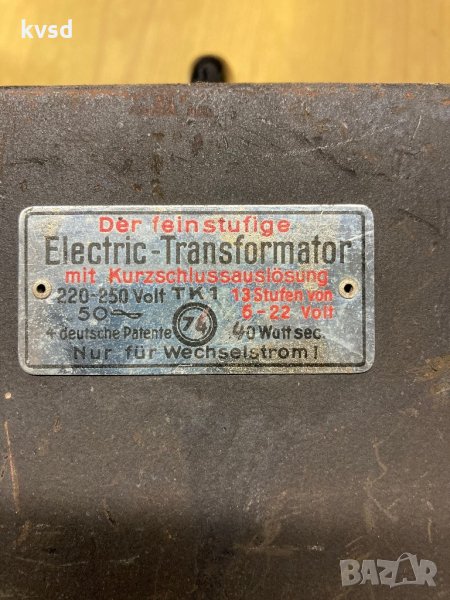 kvsd
Der feinstufige
Electric-Transformator
mit Kurzschlussauslösung
220-250 Volt TK1 13 Stufen von
50~ 6-22 Volt
4 deutsche Patente 74 40 Watt sec.
Nur für Wechselstrom!
BAZAR